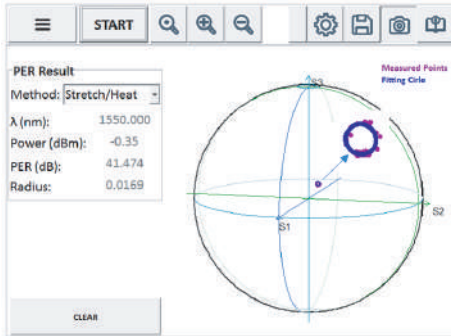 START
PER Result
Method: Stretch/Heat
λ (nm): 1550.000
Power (dBm) -0.35
PER (dB): 41.474
Radius: 0.0169
CLEAR
Measured Points
Fitting Cirle
S3
S1
S2